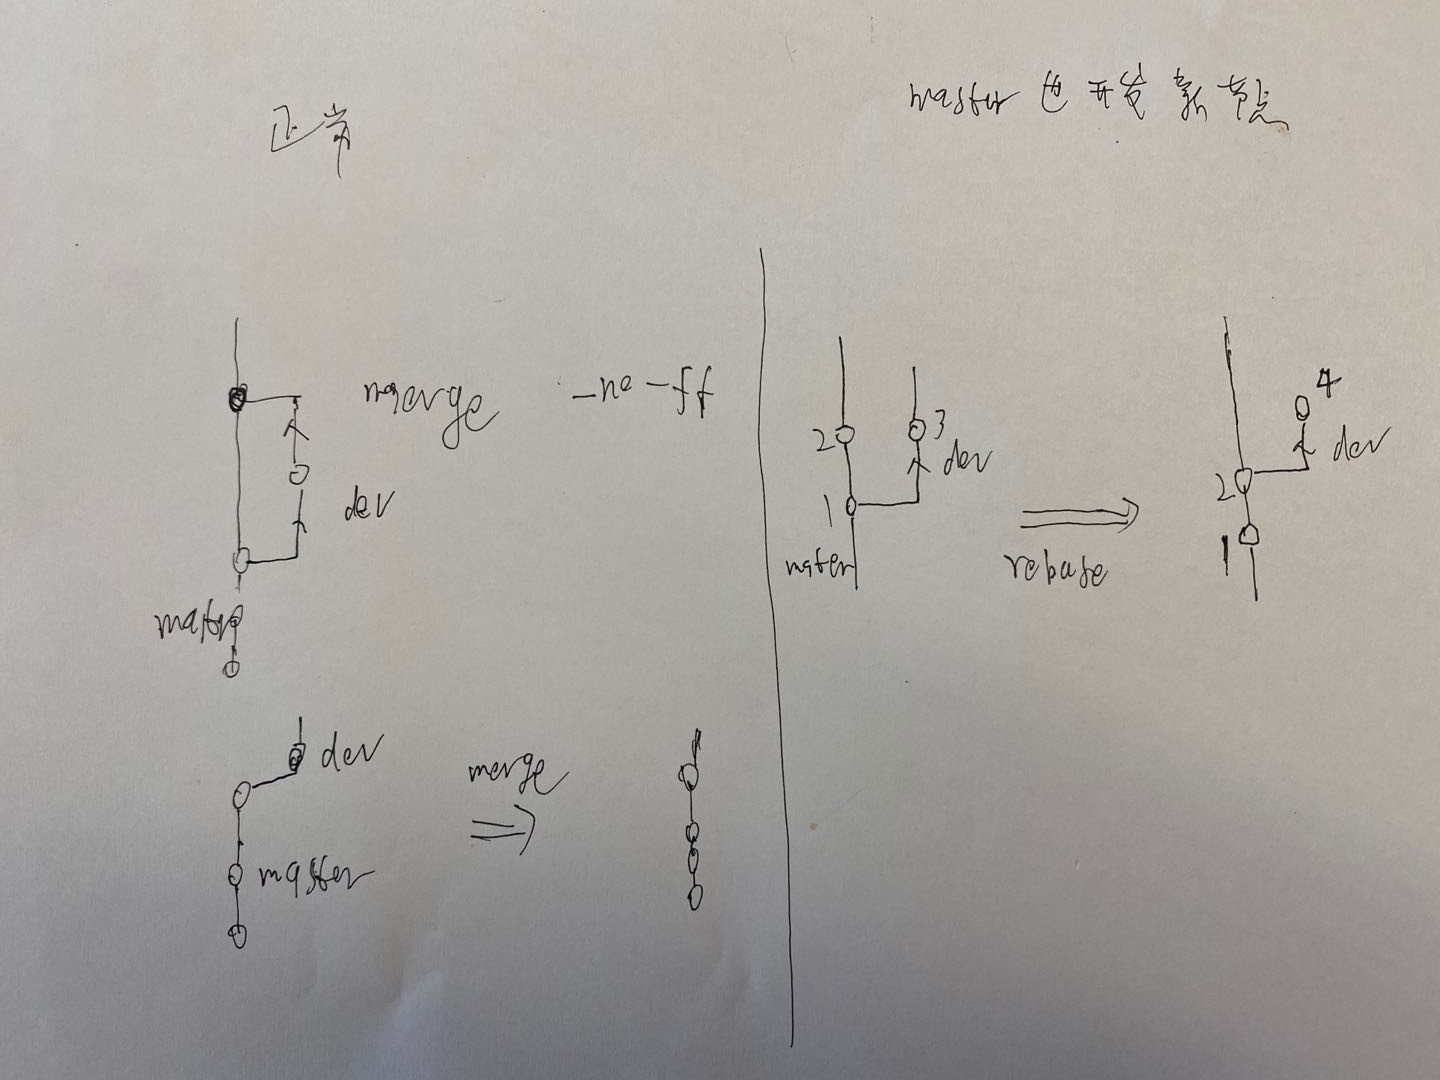 正常
merge -no-ff
dev
master
dev
merge
master
master 也开发新节点
2
3
dev
1
master
rebase
4
dev
2
1